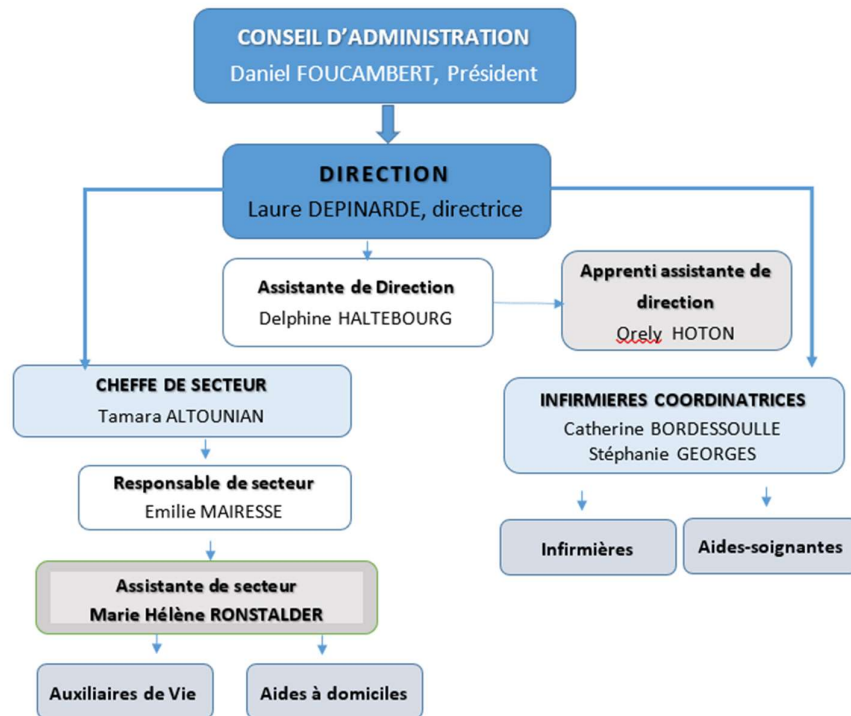 CONSEIL D'ADMINISTRATION
Daniel FOUCAMBERT, Président
DIRECTION
Laure DEPINARDE, directrice
Assistante de Direction
Delphine HALTEBOURG
Apprenti assistante de
direction
Orely HOTON
CHEFFE DE SECTEUR
Tamara ALTOUNIAN
INFIRMIERES COORDINATRICES
Catherine BORDESSOULLE
Stéphanie GEORGES
Responsable de secteur
Emilie MAIRESSE
Infirmières
Aides-soignantes
Assistante de secteur
Marie Hélène RONSTALDER
Auxiliaires de Vie
Aides à domiciles